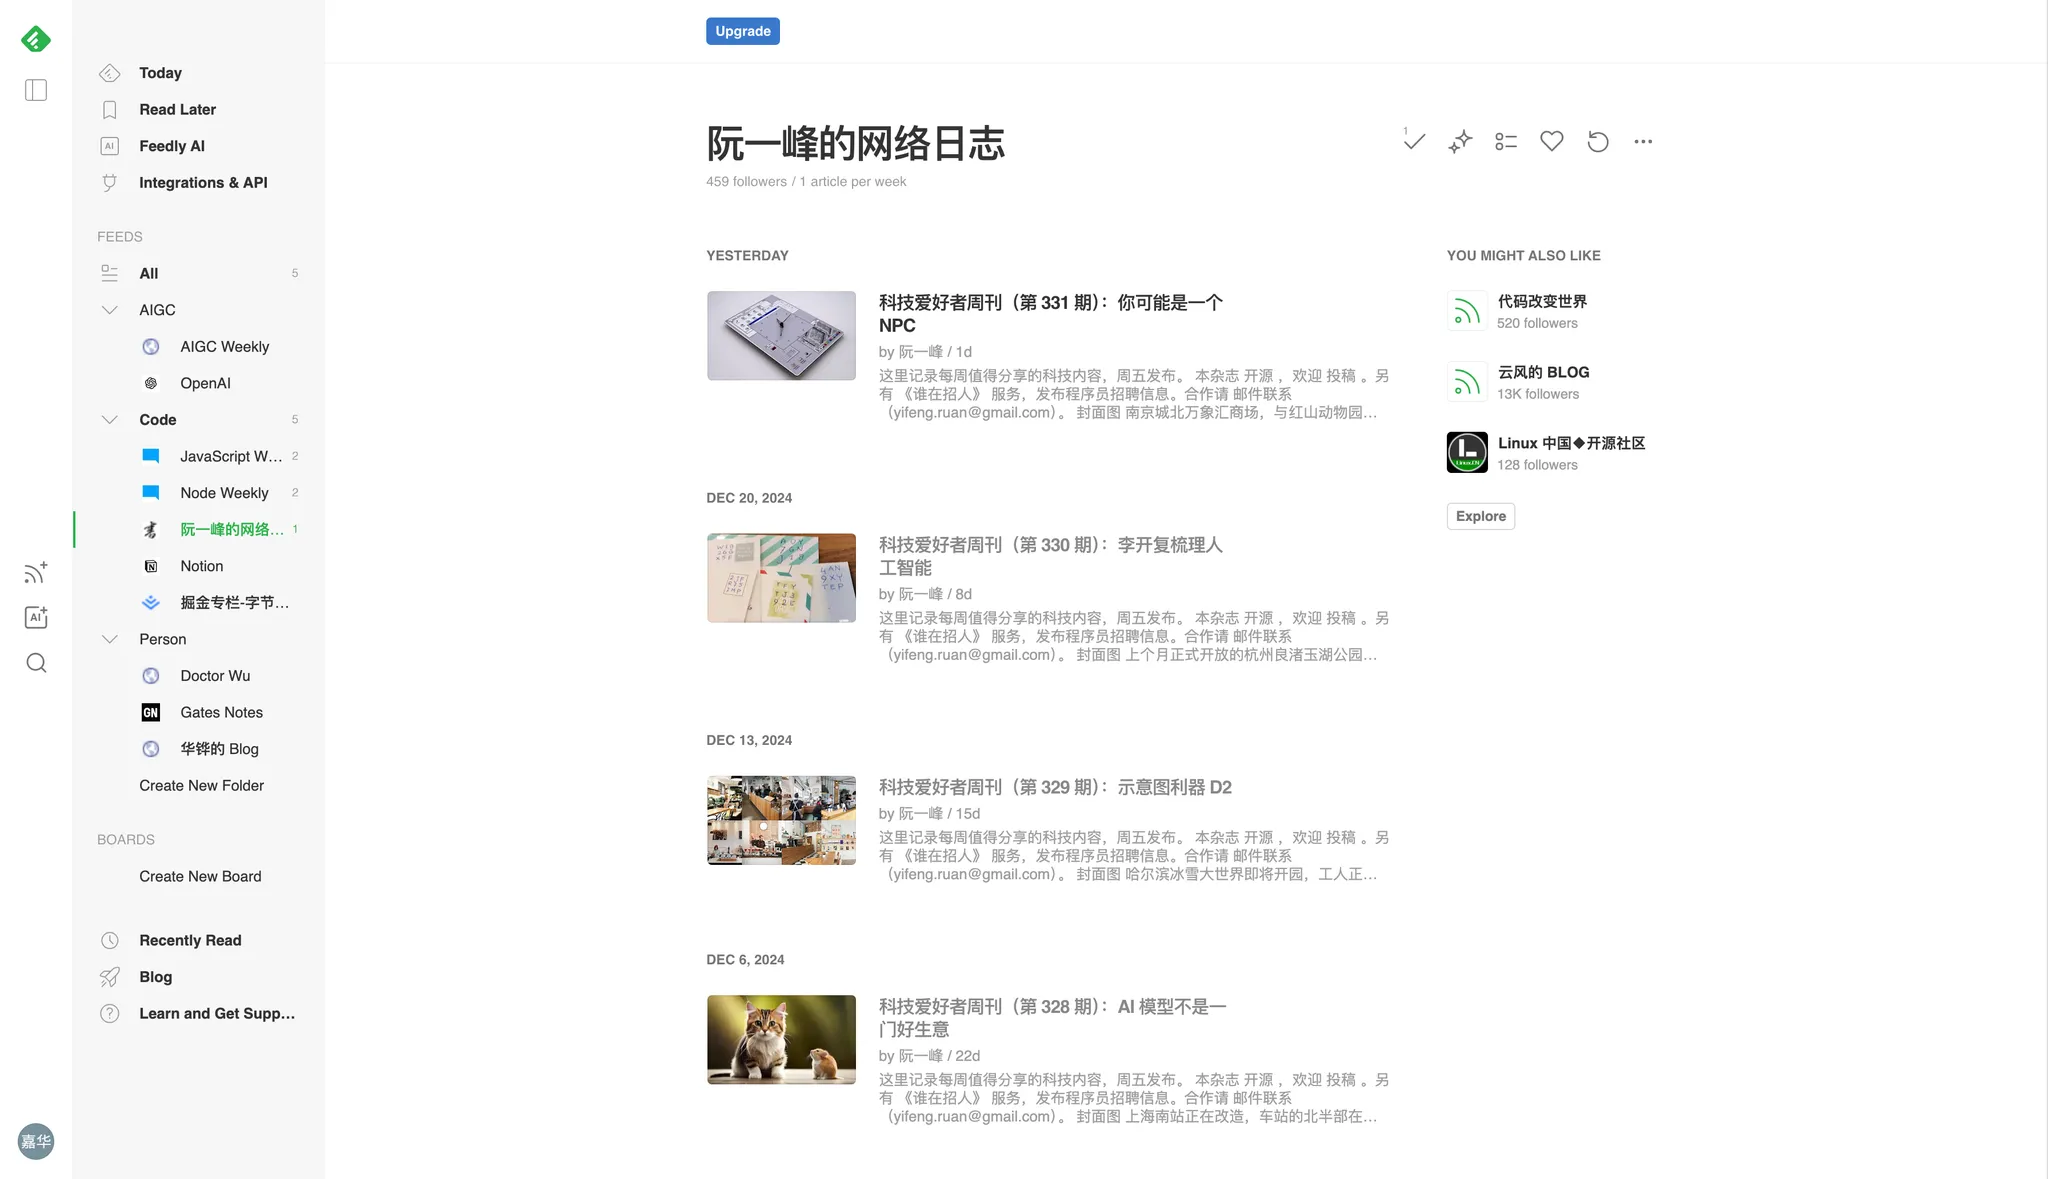 Upgrade
Today
Read Later
AI
Feedly AI
Integrations & API
FEEDS
All 5
AIGC
AIGC Weekly
OpenAI
Code 5
JavaScript W... 2
Node Weekly 2
阮一峰的网络... 1
Notion
掘金专栏-字节...
Person
Doctor Wu
GN
Gates Notes
华铧的 Blog
Create New Folder
BOARDS
Create New Board
Recently Read
Blog
Learn and Get Supp...
AI
嘉华
阮一峰的网络日志
1
459 followers / 1 article per week
YESTERDAY
科技爱好者周刊（第 331 期）：你可能是一个
NPC
by 阮一峰 / 1d
这里记录每周值得分享的科技内容，周五发布。 本杂志 开源 ，欢迎 投稿 。另
有 《谁在招人》 服务，发布程序员招聘信息。合作请 邮件联系
（yifeng.ruan@gmail.com）。 封面图 南京城北万象汇商场，与红山动物园...
DEC 20, 2024
科技爱好者周刊（第 330 期）：李开复梳理人
工智能
by 阮一峰 / 8d
这里记录每周值得分享的科技内容，周五发布。 本杂志 开源 ，欢迎 投稿 。另
有 《谁在招人》 服务，发布程序员招聘信息。合作请 邮件联系
（yifeng.ruan@gmail.com）。 封面图 上个月正式开放的杭州良渚玉湖公园...
DEC 13, 2024
科技爱好者周刊（第 329 期）：示意图利器 D2
by 阮一峰 / 15d
这里记录每周值得分享的科技内容，周五发布。 本杂志 开源 ，欢迎 投稿 。另
有 《谁在招人》 服务，发布程序员招聘信息。合作请 邮件联系
（yifeng.ruan@gmail.com）。 封面图 哈尔滨冰雪大世界即将开园，工人正...
DEC 6, 2024
科技爱好者周刊（第 328 期）：AI 模型不是一
门好生意
by 阮一峰 / 22d
这里记录每周值得分享的科技内容，周五发布。 本杂志 开源 ，欢迎 投稿 。另
有 《谁在招人》 服务，发布程序员招聘信息。合作请 邮件联系
（yifeng.ruan@gmail.com）。 封面图 上海南站正在改造，车站的北半部在...
YOU MIGHT ALSO LIKE
代码改变世界
520 followers
云风的 BLOG
13K followers
Linux 中国◆开源社区
128 followers
Explore